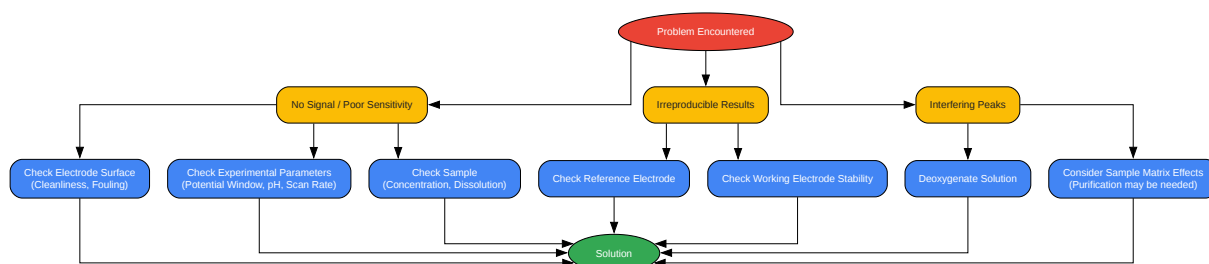 Problem Encountered
No Signal / Poor Sensitivity
Irreproducible Results
Interfering Peaks
Check Electrode Surface
(Cleanliness, Fouling)
Check Experimental Parameters
(Potential Window, pH, Scan Rate)
Check Sample
(Concentration, Dissolution)
Check Reference Electrode
Check Working Electrode Stability
Deoxygenate Solution
Consider Sample Matrix Effects
(Purification may be needed)
Solution